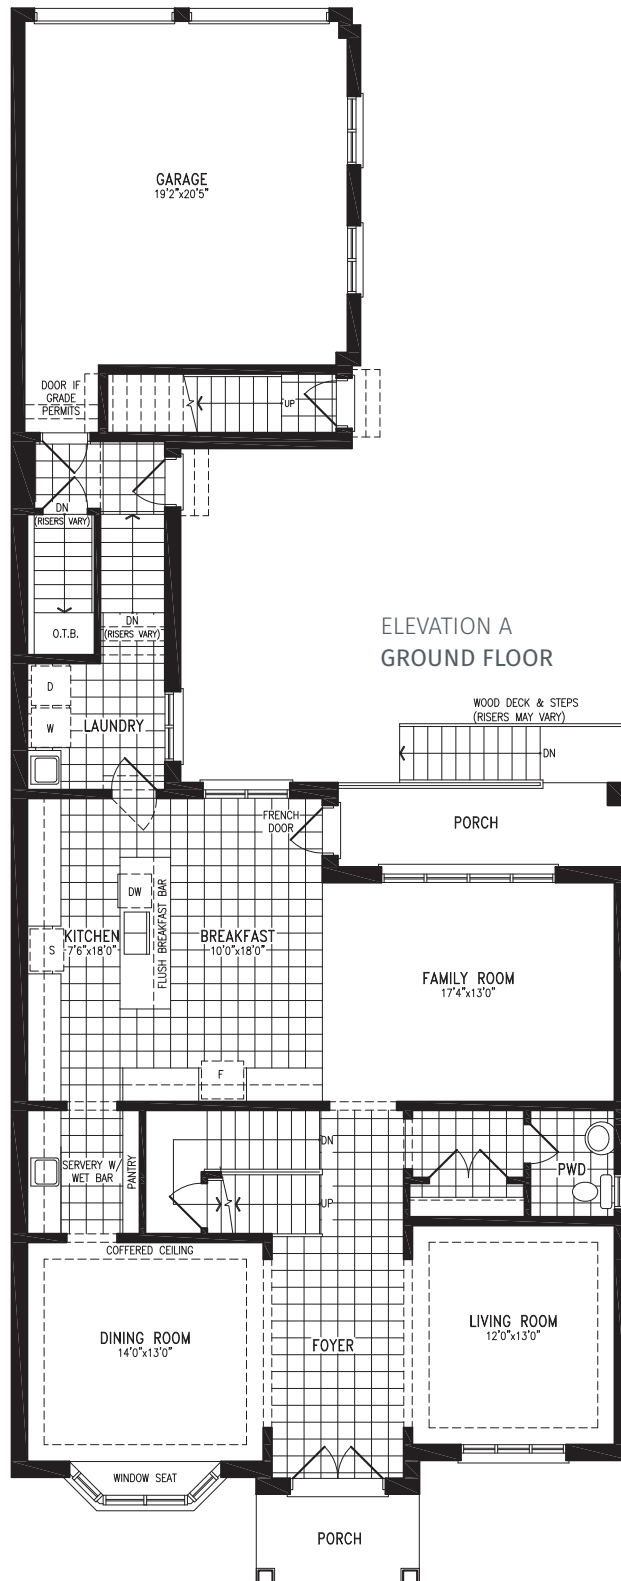 GARAGE
19'2"x20'5"
DOOR IF
GRADE
PERMITS
UP
DN
(RISERS VARY)
O.T.B.
DN
(RISERS VARY)
ELEVATION A
GROUND FLOOR
D
W
LAUNDRY
WOOD DECK & STEPS
(RISERS MAY VARY)
DN
FRENCH
DOOR
PORCH
DW
FLUSH BREAKFAST BAR
S
KITCHEN
7'6"x18'0"
BREAKFAST
10'0"x18'0"
FAMILY ROOM
17'4"x13'0"
F
SERVERY W/
WET BAR
PANTRY
DN
UP
PWD
COFFERED CEILING
DINING ROOM
14'0"x13'0"
FOYER
LIVING ROOM
12'0"x13'0"
WINDOW SEAT
PORCH